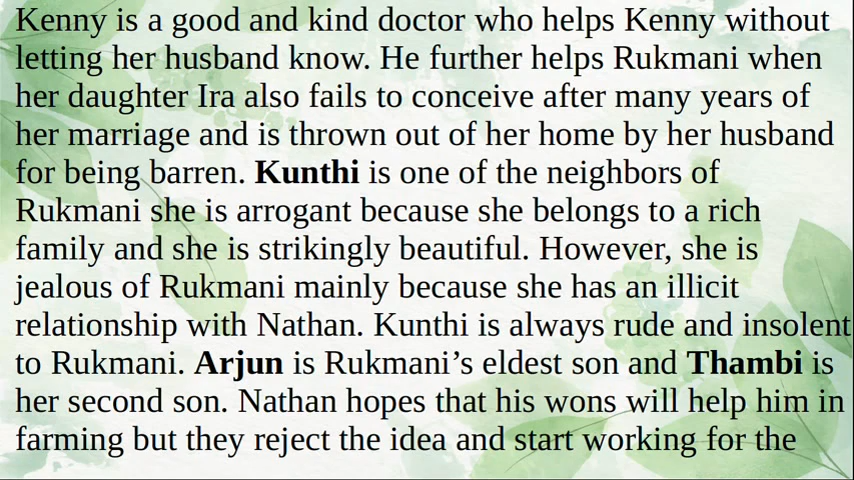 Kenny is a good and kind doctor who helps Kenny without
letting her husband know. He further helps Rukmani when
her daughter Ira also fails to conceive after many years of
her marriage and is thrown out of her home by her husband
for being barren. Kunthi is one of the neighbors of
Rukmani she is arrogant because she belongs to a rich
family and she is strikingly beautiful. However, she is
jealous of Rukmani mainly because she has an illicit
relationship with Nathan. Kunthi is always rude and insolent
to Rukmani. Arjun is Rukmani’s eldest son and Thambi is
her second son. Nathan hopes that his wons will help him in
farming but they reject the idea and start working for the